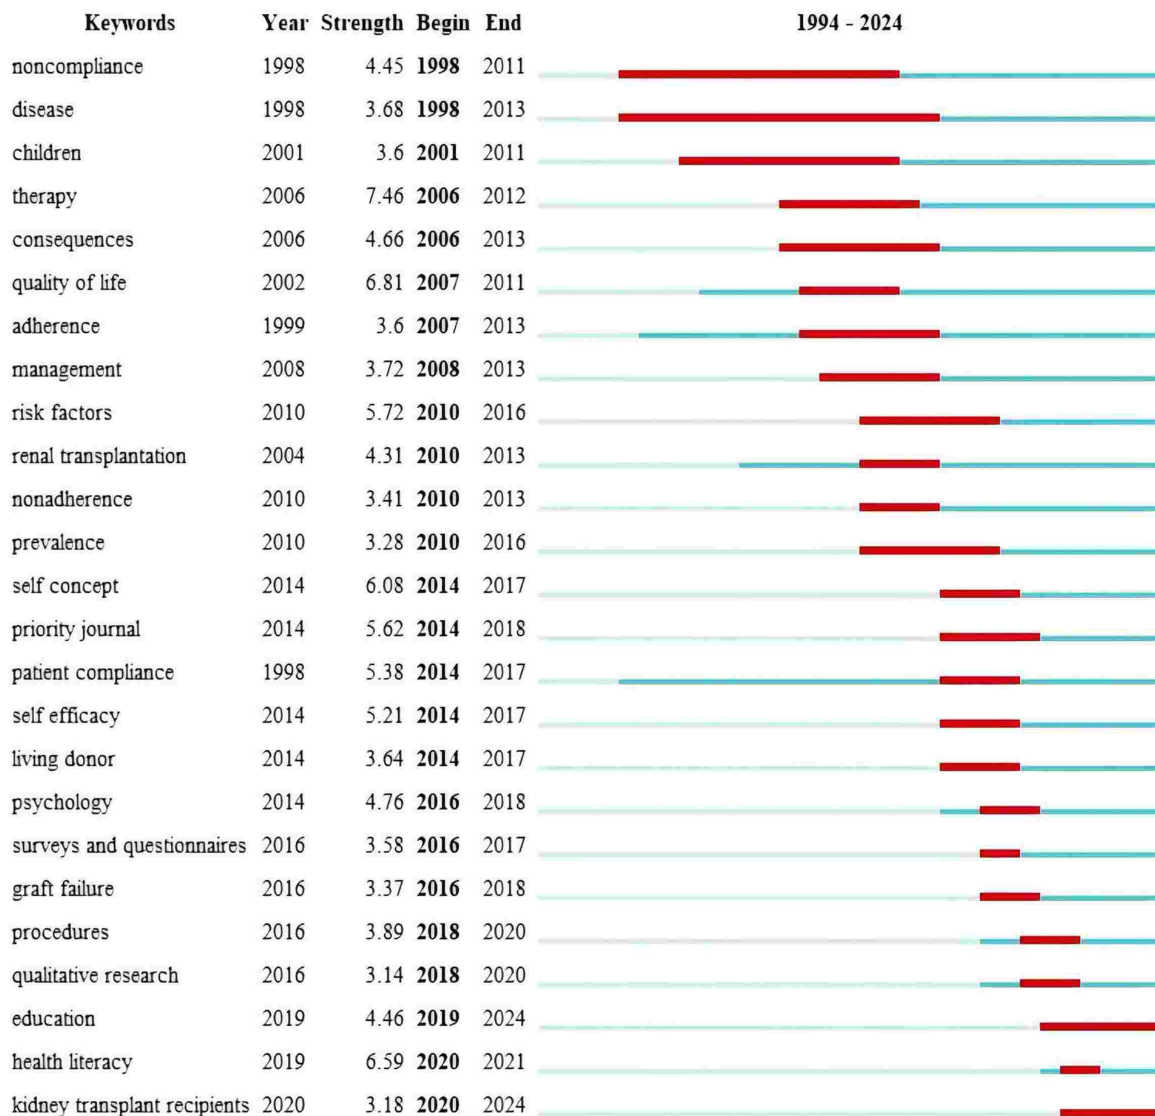 Keywords Year Strength Begin End 1994 - 2024
noncompliance 1998 4.45 1998 2011
disease 1998 3.68 1998 2013
children 2001 3.6 2001 2011
therapy 2006 7.46 2006 2012
consequences 2006 4.66 2006 2013
quality of life 2002 6.81 2007 2011
adherence 1999 3.6 2007 2013
management 2008 3.72 2008 2013
risk factors 2010 5.72 2010 2016
renal transplantation 2004 4.31 2010 2013
nonadherence 2010 3.41 2010 2013
prevalence 2010 3.28 2010 2016
self concept 2014 6.08 2014 2017
priority journal 2014 5.62 2014 2018
patient compliance 1998 5.38 2014 2017
self efficacy 2014 5.21 2014 2017
living donor 2014 3.64 2014 2017
psychology 2014 4.76 2016 2018
surveys and questionnaires 2016 3.58 2016 2017
graft failure 2016 3.37 2016 2018
procedures 2016 3.89 2018 2020
qualitative research 2016 3.14 2018 2020
education 2019 4.46 2019 2024
health literacy 2019 6.59 2020 2021
kidney transplant recipients 2020 3.18 2020 2024